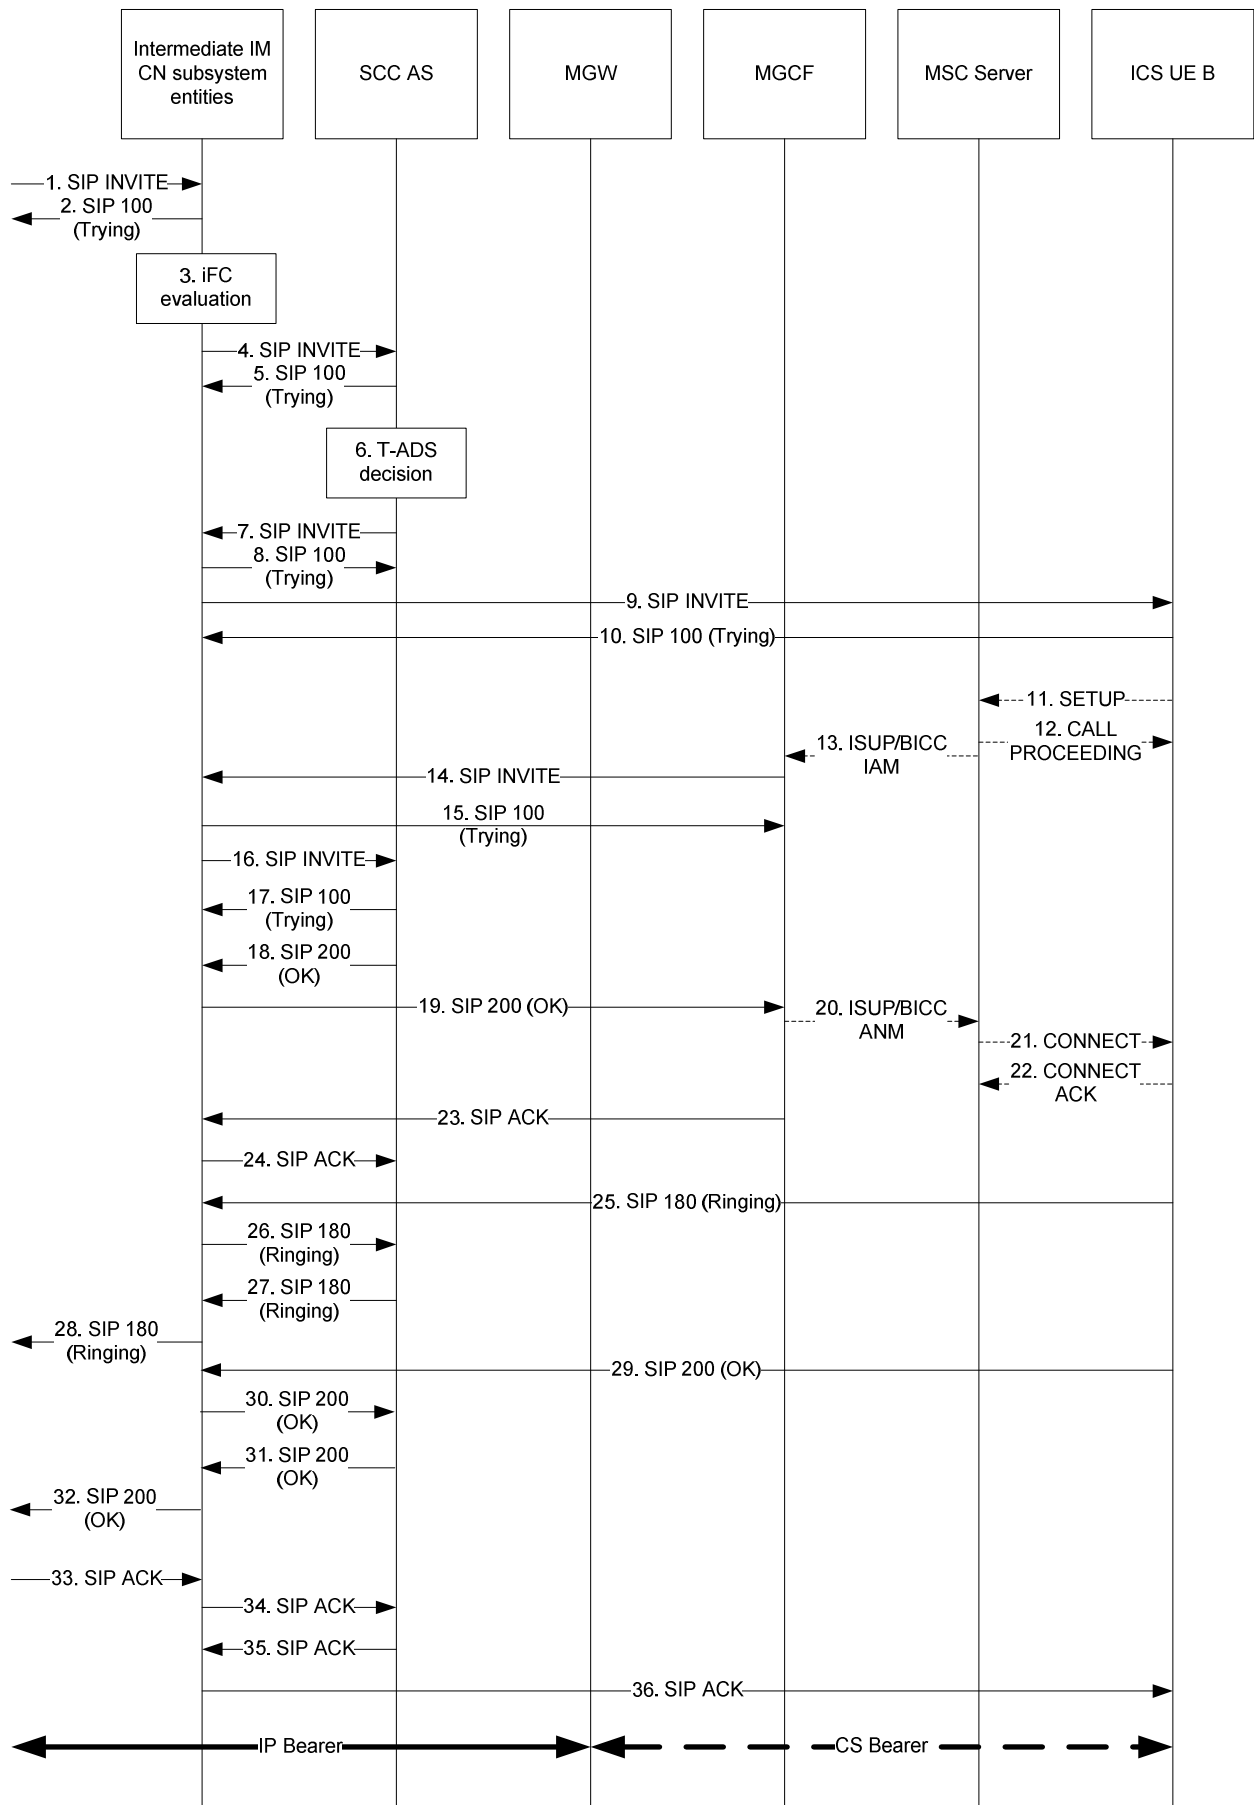 Intermediate IM
CN subsystem
entities
SCC AS
MGW
MGCF
MSC Server
ICS UE B
1. SIP INVITE
2. SIP 100
(Trying)
3. iFC
evaluation
4. SIP INVITE
5. SIP 100
(Trying)
6. T-ADS
decision
7. SIP INVITE
8. SIP 100
(Trying)
9. SIP INVITE
10. SIP 100 (Trying)
11. SETUP
12. CALL
PROCEEDING
13. ISUP/BICC
IAM
14. SIP INVITE
15. SIP 100
(Trying)
16. SIP INVITE
17. SIP 100
(Trying)
18. SIP 200
(OK)
19. SIP 200 (OK)
20. ISUP/BICC
ANM
21. CONNECT
22. CONNECT
ACK
23. SIP ACK
24. SIP ACK
25. SIP 180 (Ringing)
26. SIP 180
(Ringing)
27. SIP 180
(Ringing)
28. SIP 180
(Ringing)
29. SIP 200 (OK)
30. SIP 200
(OK)
31. SIP 200
(OK)
32. SIP 200
(OK)
33. SIP ACK
34. SIP ACK
35. SIP ACK
36. SIP ACK
IP Bearer
CS Bearer